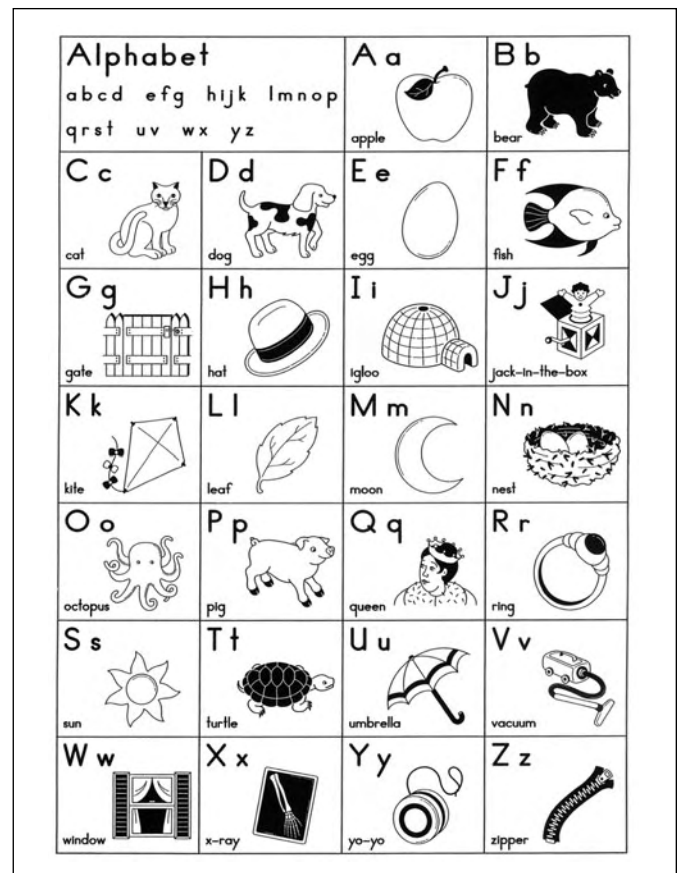 Alphabet
abcd efg hijk lmnop
qrst uv wx yz
A a
apple
B b
bear
C c
cat
D d
dog
E e
egg
F f
fish
G g
gate
H h
hat
I i
igloo
J j
jack-in-the-box
K k
kite
L l
leaf
M m
moon
N n
nest
O o
octopus
P p
pig
Q q
queen
R r
ring
S s
sun
T t
turtle
U u
umbrella
V v
vacuum
W w
window
X x
x-ray
Y y
yo-yo
Z z
zipper